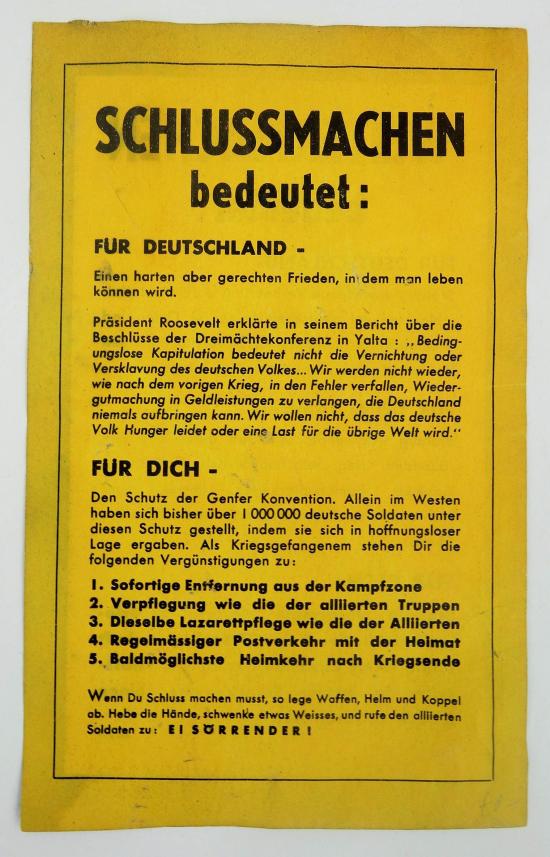 SCHLUSSMACHEN
bedeutet:
FÜR DEUTSCHLAND -
Einen harten aber gerechten Frieden, in dem man leben
können wird.
Präsident Roosevelt erklärte in seinem Bericht über die
Beschlüsse der Dreimächtekonferenz in Yalta : „Beding-
ungslose Kapitulation bedeutet nicht die Vernichtung oder
Versklavung des deutschen Volkes... Wir werden nicht wieder,
wie nach dem vorigen Krieg, in den Fehler verfallen, Wieder-
gutmachung in Geldleistungen zu verlangen, die Deutschland
niemals aufbringen kann. Wir wollen nicht, dass das deutsche
Volk Hunger leidet oder eine Last für die übrige Welt wird.“
FÜR DICH -
Den Schutz der Genfer Konvention. Allein im Westen
haben sich bisher über 1 000 000 deutsche Soldaten unter
diesen Schutz gestellt, indem sie sich in hoffnungsloser
Lage ergaben. Als Kriegsgefangenem stehen Dir die
folgenden Vergünstigungen zu:
1. Sofortige Entfernung aus der Kampfzone
2. Verpflegung wie die der alliierten Truppen
3. Dieselbe Lazarettpflege wie die der Alliierten
4. Regelmässiger Postverkehr mit der Heimat
5. Baldmöglichste Heimkehr nach Kriegsende
Wenn Du Schluss machen musst, so lege Waffen, Helm und Koppel
ab. Hebe die Hände, schwenke etwas Weisses, und rufe den alliierten
Soldaten zu: EI SÖRRENDER!